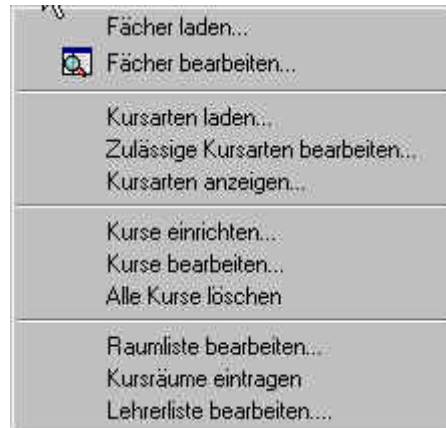 Fächer laden...
Fächer bearbeiten...
Kursarten laden...
Zulässige Kursarten bearbeiten...
Kursarten anzeigen...
Kurse einrichten...
Kurse bearbeiten...
Alle Kurse löschen
Raumliste bearbeiten...
Kursräume eintragen
Lehrerliste bearbeiten....